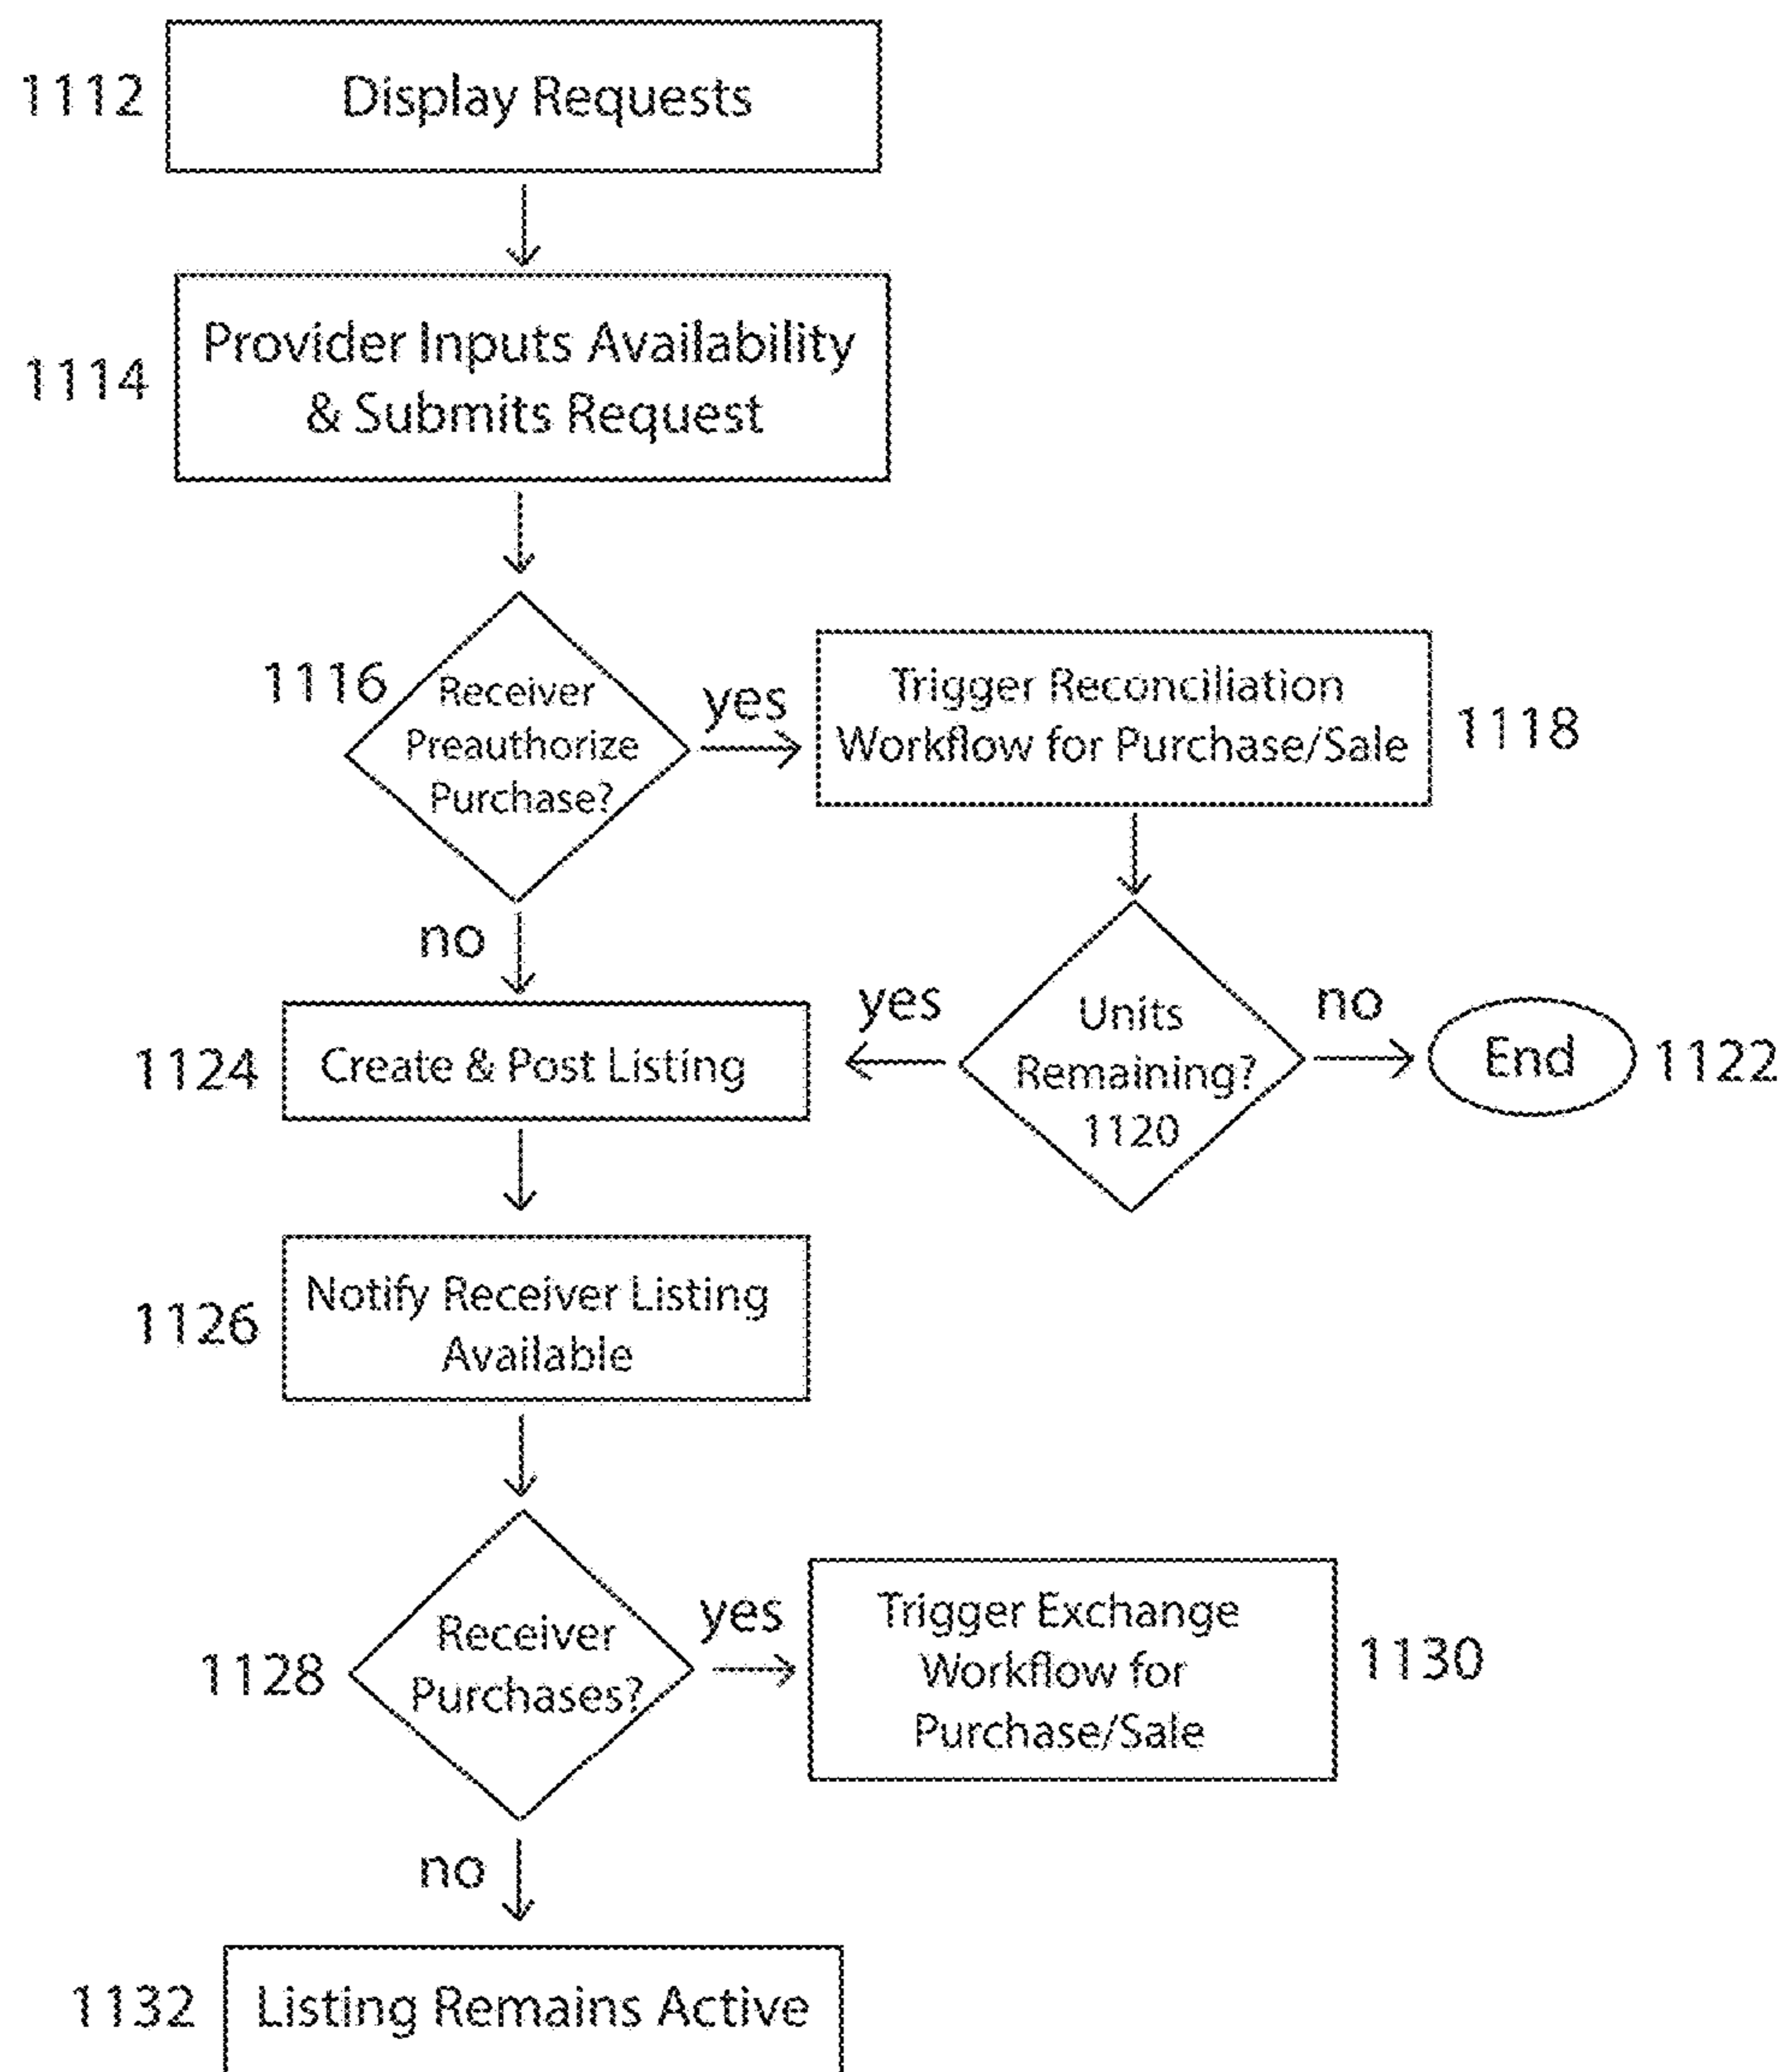 1112
Display Requests
1114
Provider Inputs Availability
& Submits Request
1116
Receiver
Preauthorize
Purchase?
yes
Trigger Reconciliation
Workflow for Purchase/Sale
1118
no
yes
Units
Remaining?
1120
no
End
1122
1124
Create & Post Listing
1126
Notify Receiver Listing
Available
1128
Receiver
Purchases?
yes
Trigger Exchange
Workflow for
Purchase/Sale
1130
no
1132
Listing Remains Active